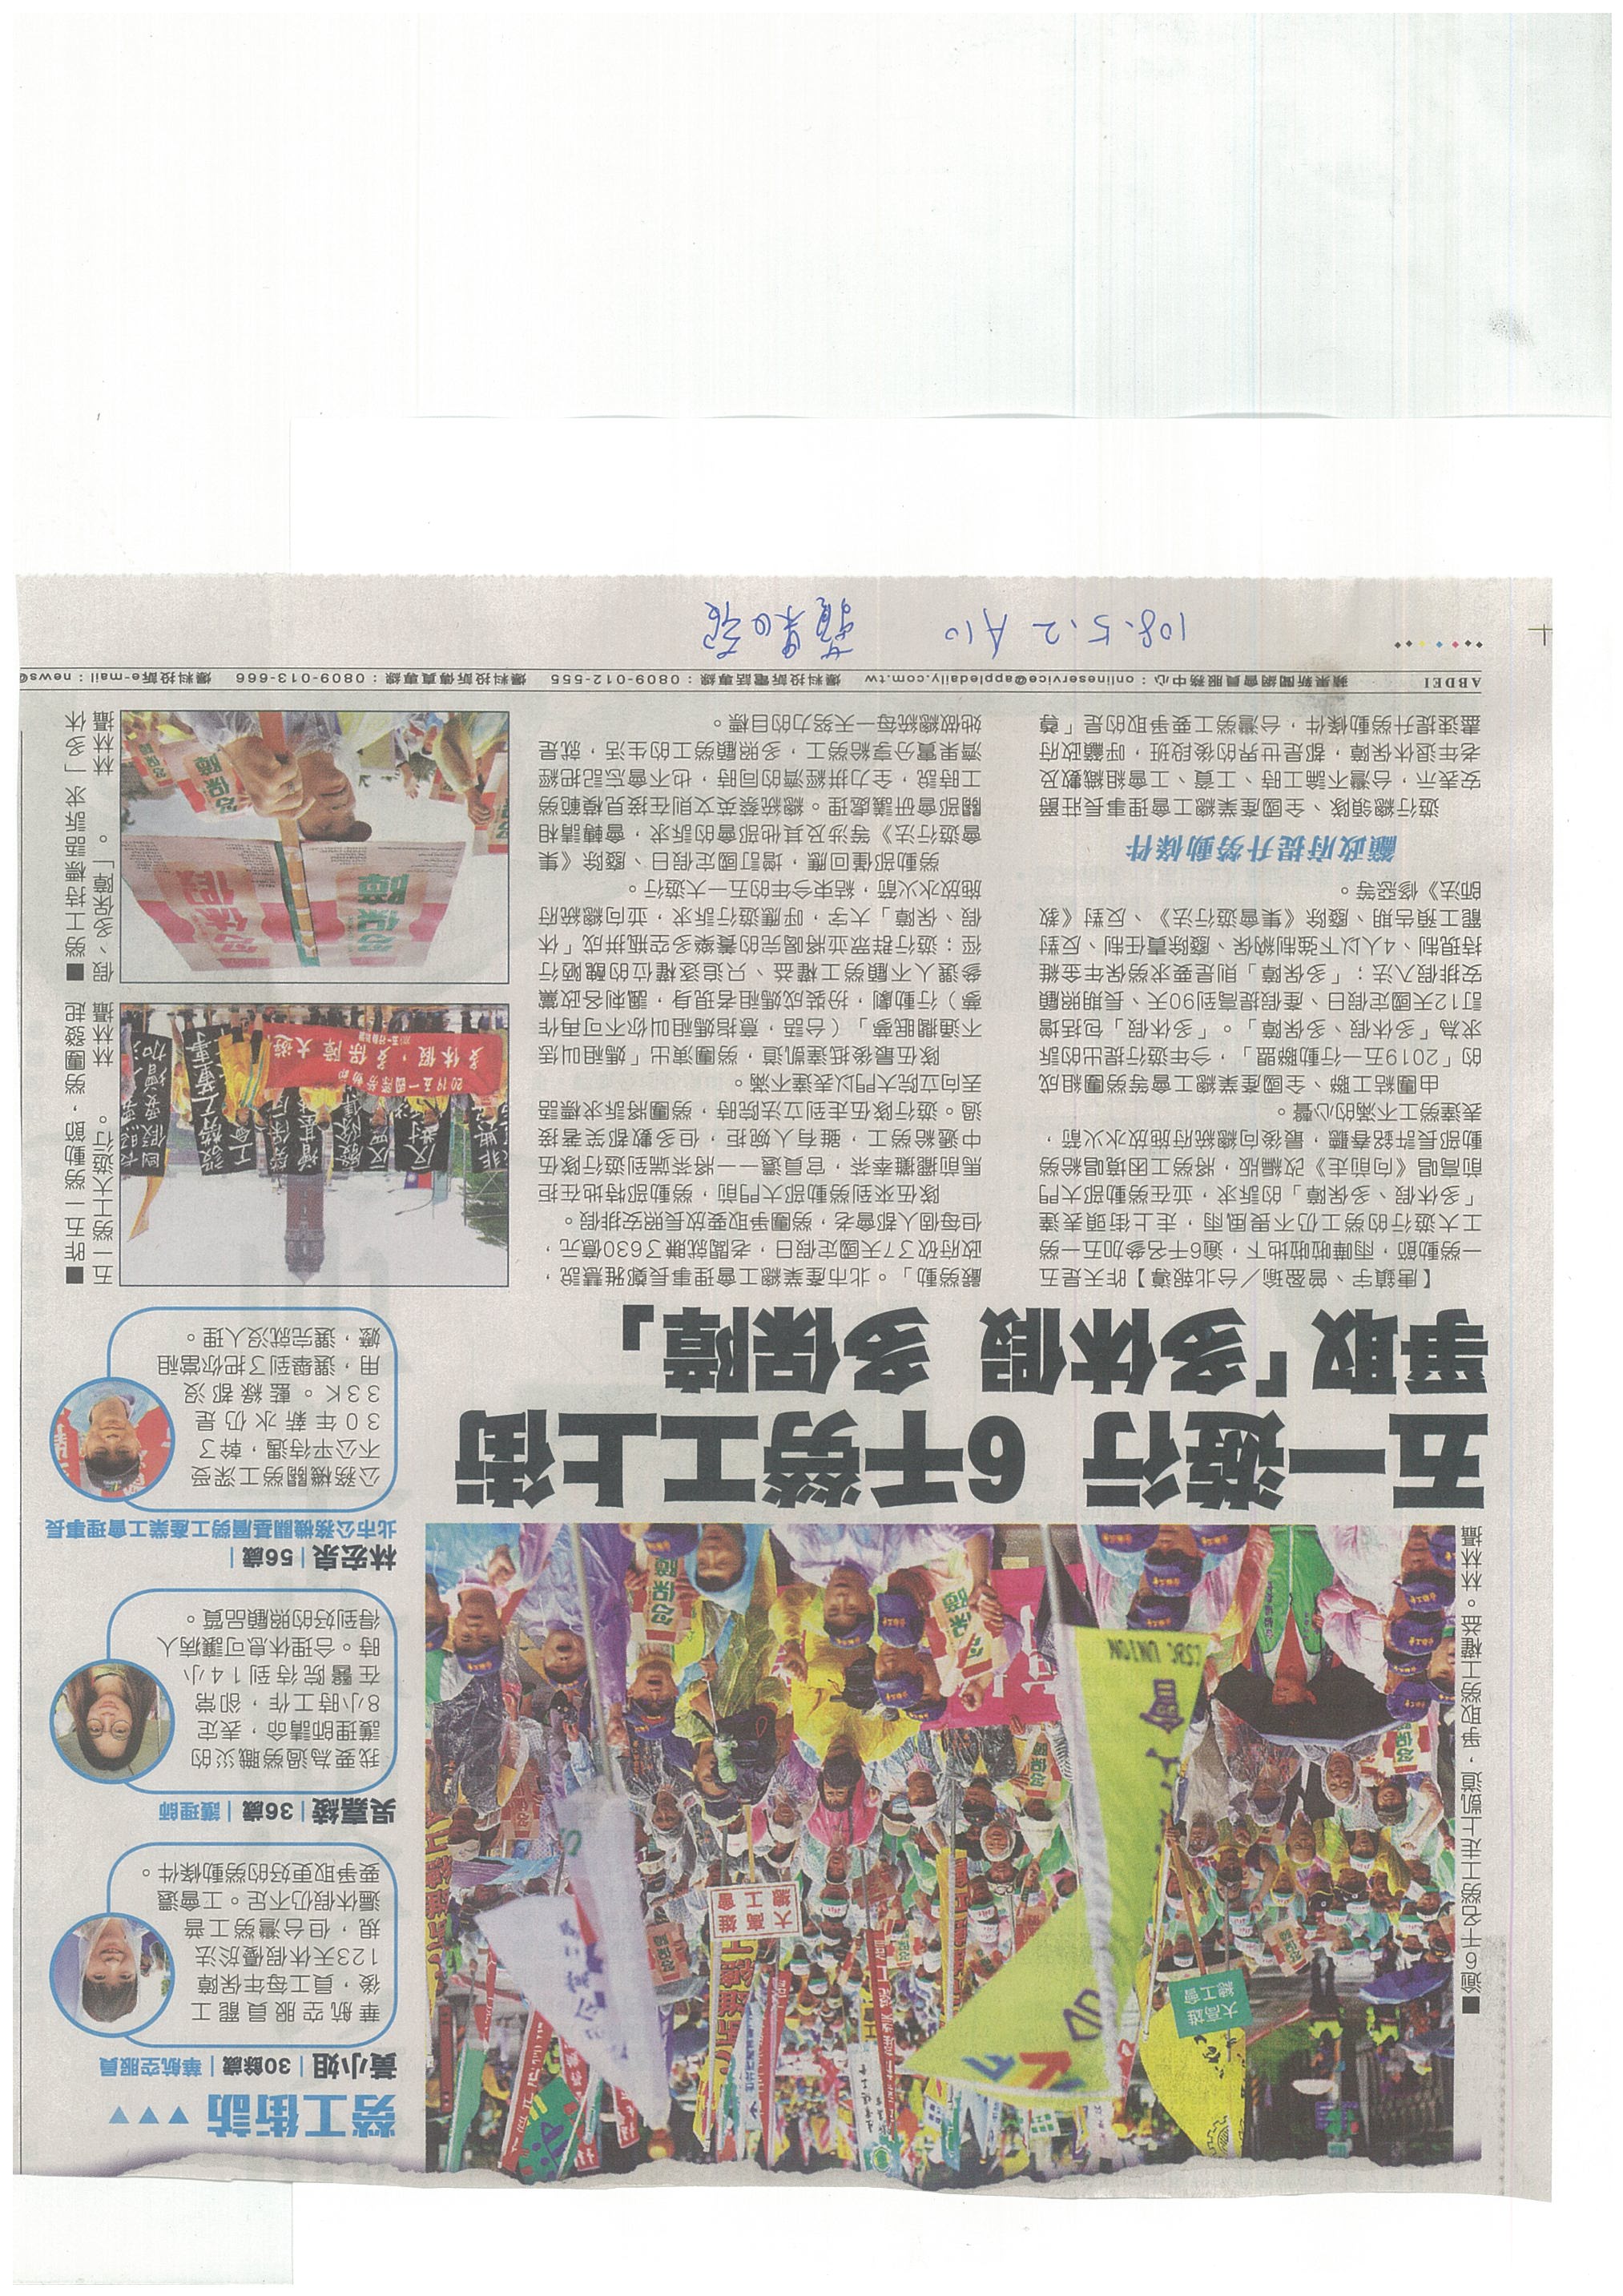 大高雄
總工會
大高雄
總工會
工會
CSBC UNION
多保障
多保障
多保障
■逾6千名勞工走上凱道，爭取勞工權益。林林攝
五一遊行 6千勞工上街
爭取「多休假 多保障」
【唐鎮宇、曾盈瑜／台北報導】昨天是五
一勞動節，雨嘩啦啦地下，逾6千名參加五一勞
工大遊行的勞工仍不畏風雨，走上街頭表達
「多休假、多保障」的訴求，並在勞動部大門
前高唱《向前走》改編版，將勞工困境唱給勞
動部長許銘春聽，最後向總統府施放水火箭，
表達勞工不滿的心聲。
由團結工聯、全國產業總工會等勞團組成
的「2019五一行動聯盟」，今年遊行提出的訴
求為「多休假、多保障」。「多休假」包括增
訂12天國定假日、產假提高到90天、長期照顧
安排假入法；「多保障」則是要求勞保年金維
持現制、4人以下強制納保、廢除責任制、反對
罷工預告期、廢除《集會遊行法》、反對《教
師法》修惡等。
籲政府提升勞動條件
遊行總領隊、全國產業總工會理事長莊爵
安表示，台灣不論工時、工資、工會組織數及
老年退休保障，都是世界的後段班，呼籲政府
盡速提升勞動條件，台灣勞工要爭取的是「尊
嚴勞動」。北市產業總工會理事長鄭雅慧說，
政府砍了7天國定假日，老闆就賺了630億元，
但每個人都會老，勞團爭取要放長照安排假。
隊伍來到勞動部大門前，勞動部特地在拒
馬前擺攤奉茶，官員還一一將茶端到遊行隊伍
中遞給勞工，雖有人婉拒，但多數都笑著接
過。遊行隊伍走到立法院時，勞團將訴求標語
丟向立院大門以表達不滿。
隊伍最後抵達凱道，勞團演出「媽祖叫恁
不通擱眠夢」（台語，意指媽祖叫你不可再作
夢）行動劇，扮裝成媽祖者現身，諷刺各政黨
參選人不顧勞工權益、只追逐權位的醜陋行
徑；遊行群眾並將喝完的養樂多空瓶拼成「休
假、保障」大字，呼應遊行訴求，並向總統府
施放水火箭，結束今年的五一大遊行。
勞動部僅回應，增訂國定假日、廢除《集
會遊行法》等涉及其他部會的訴求，會轉請相
關部會研議處理。總統蔡英文則在接見模範勞
工時說，全力拼經濟的同時，也不會忘記把經
濟果實分享給勞工，多照顧勞工的生活，就是
她做總統每一天努力的目標。
勞工街訪
黃小姐｜30餘歲｜華航空服員
華航空服員罷工
後，員工每年保障
123天休假優於法
規，但台灣勞工普
遍休假仍不足。工會還
要爭取更好的勞動條件。
吳嘉綾｜36歲｜護理師
我要為過勞職災的
護理師請命，表定
8小時工作，卻常
在醫院待到14小
時。合理休息可讓病人
得到好的照顧品質。
林宏泉｜56歲｜
北市公務機關基層勞工產業工會理事長
公務機關勞工深受
不公平待遇，幹了
30年薪水仍是
33K。藍綠都沒
用，選舉到了把你當祖
嬤，選完就沒人理。
反對
廢除
增基
勞保
工會
設勞工董事
國假要增加
長照要
2019五一國際勞動節
多休假，多保障 大遊
■昨五一勞動節，勞團發起
五一勞工大遊行。 林林攝
多保障
多休假
多保障
■勞工持標語訴求「多休
假、多保障」。 林林攝
ABDEI 蘋果新聞網會員服務中心：onlineservice@appledaily.com.tw 爆料投訴電話專線：0809-012-555 爆料投訴傳真專線：0809-013-666 爆料投訴e-mail：news@
108.5.2 A10 蘋果日報